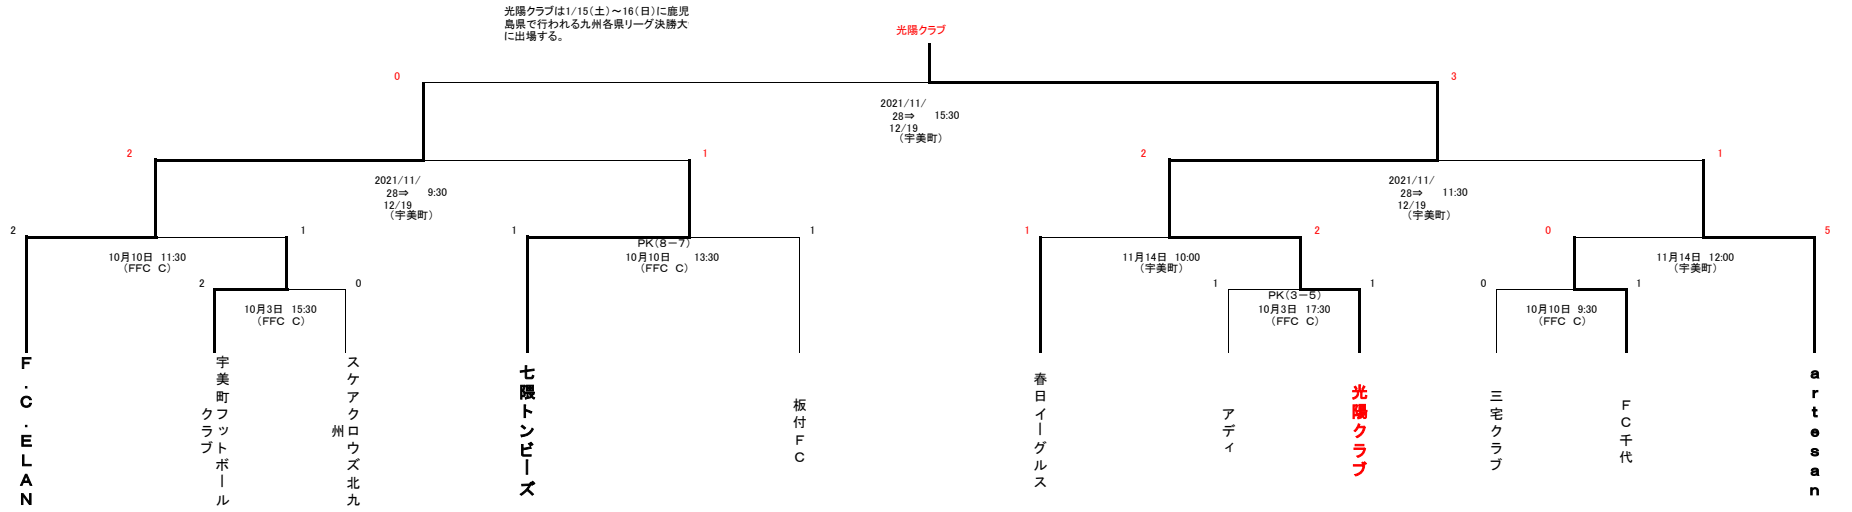 光陽クラブは1/15(土)～16(日)に鹿児
島県で行われる九州各県リーグ決勝大
に出場する。
光陽クラブ
0
3
2021/11/
28⇒ 15:30
12/19
(宇美町)
2
1
2
1
2021/11/
28⇒ 9:30
12/19
(宇美町)
2021/11/
28⇒ 11:30
12/19
(宇美町)
2
1
1
1
1
2
0
5
PK(8－7)
10月10日 11:30
(FFC C)
10月10日 13:30
(FFC C)
11月14日 10:00
(宇美町)
11月14日 12:00
(宇美町)
2
0
1
1
0
1
PK(3－5)
10月3日 15:30
(FFC C)
10月3日 17:30
(FFC C)
10月10日 9:30
(FFC C)
F.C.ELAN
宇美町フットボール
クラブ
スケアクロウズ北九
州
七隈トンビーズ
板付FC
春日イーグルス
アディ
光陽クラブ
三宅クラブ
FC千代
artesan